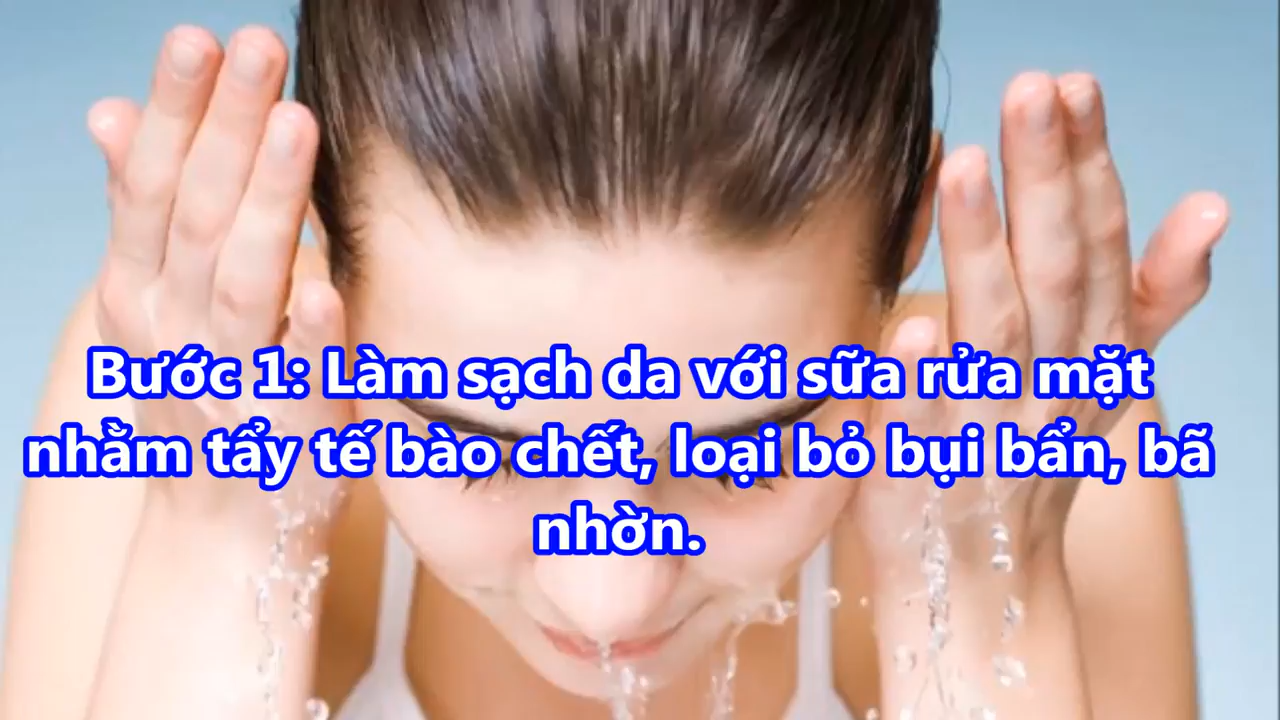 Bước 1: Làm sạch da với sữa rửa mặt
nhằm tẩy tế bào chết, loại bỏ bụi bẩn, bã
nhờn.